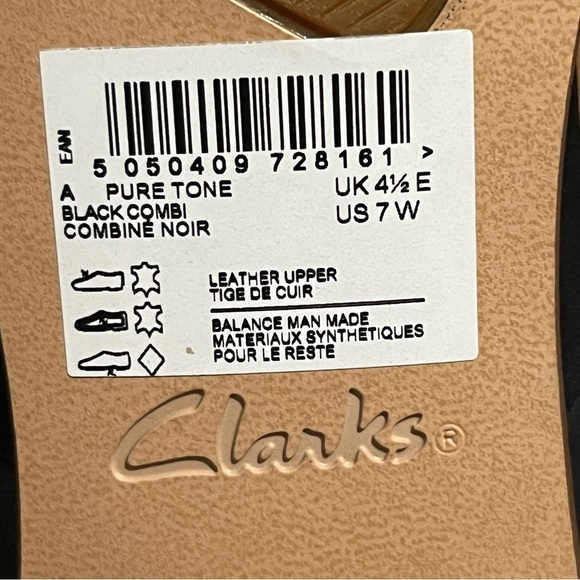 EAN
5 050409 728161 >
A PURE TONE
BLACK COMBI
COMBINÉ NOIR
UK 4½ E
US 7 W
LEATHER UPPER
TIGE DE CUIR
BALANCE MAN MADE
MATERIAUX SYNTHÉTIQUES
POUR LE RESTE
Clarks®